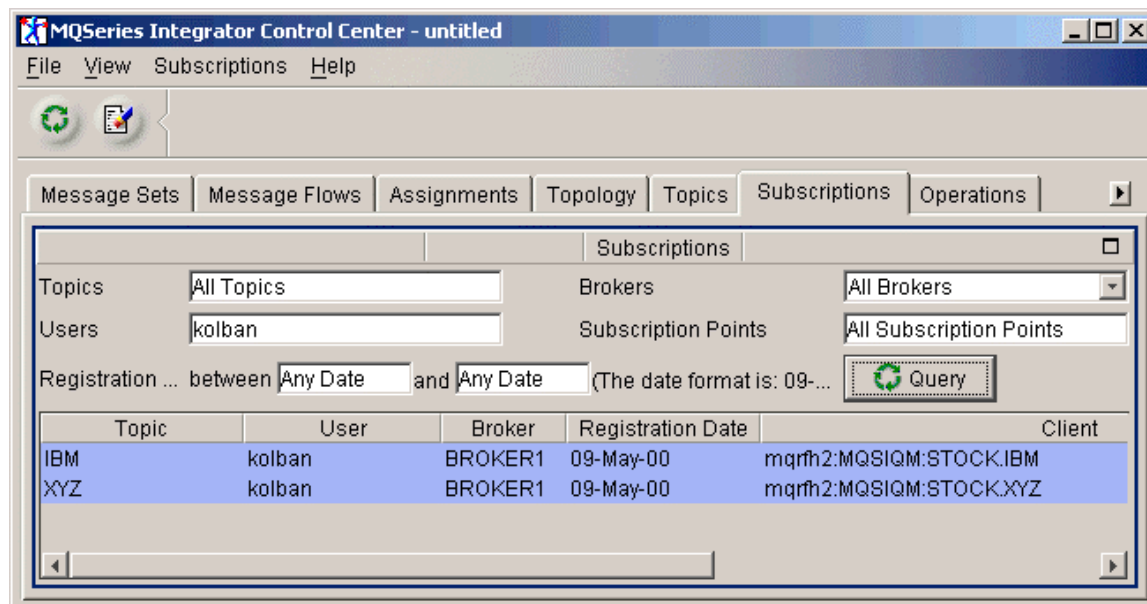 MQSeries Integrator Control Center - untitled
File View Subscriptions Help
Message Sets Message Flows Assignments Topology Topics Subscriptions Operations
Subscriptions
Topics All Topics Brokers All Brokers
Users kolban Subscription Points All Subscription Points
Registration ... between Any Date and Any Date (The date format is: 09-... Query
Topic User Broker Registration Date Client
IBM kolban BROKER1 09-May-00 mqrfh2:MQSIQM:STOCK.IBM
XYZ kolban BROKER1 09-May-00 mqrfh2:MQSIQM:STOCK.XYZ